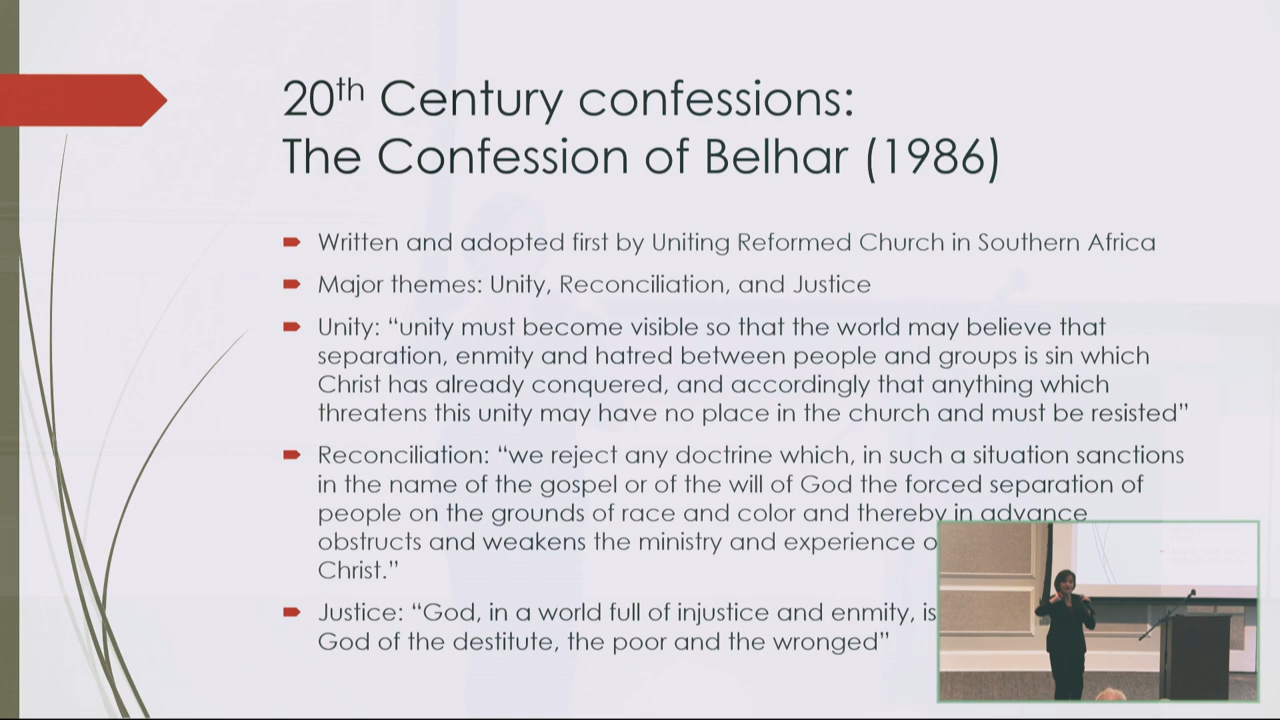 20th Century confessions:
The Confession of Belhar (1986)
Written and adopted first by Uniting Reformed Church in Southern Africa
Major themes: Unity, Reconciliation, and Justice
Unity: “unity must become visible so that the world may believe that
separation, enmity and hatred between people and groups is sin which
Christ has already conquered, and accordingly that anything which
threatens this unity may have no place in the church and must be resisted”
Reconciliation: “we reject any doctrine which, in such a situation sanctions
in the name of the gospel or of the will of God the forced separation of
people on the grounds of race and color and thereby in advance
obstructs and weakens the ministry and experience
Christ.”
Justice: “God, in a world full of injustice and enmity, is
God of the destitute, the poor and the wronged”